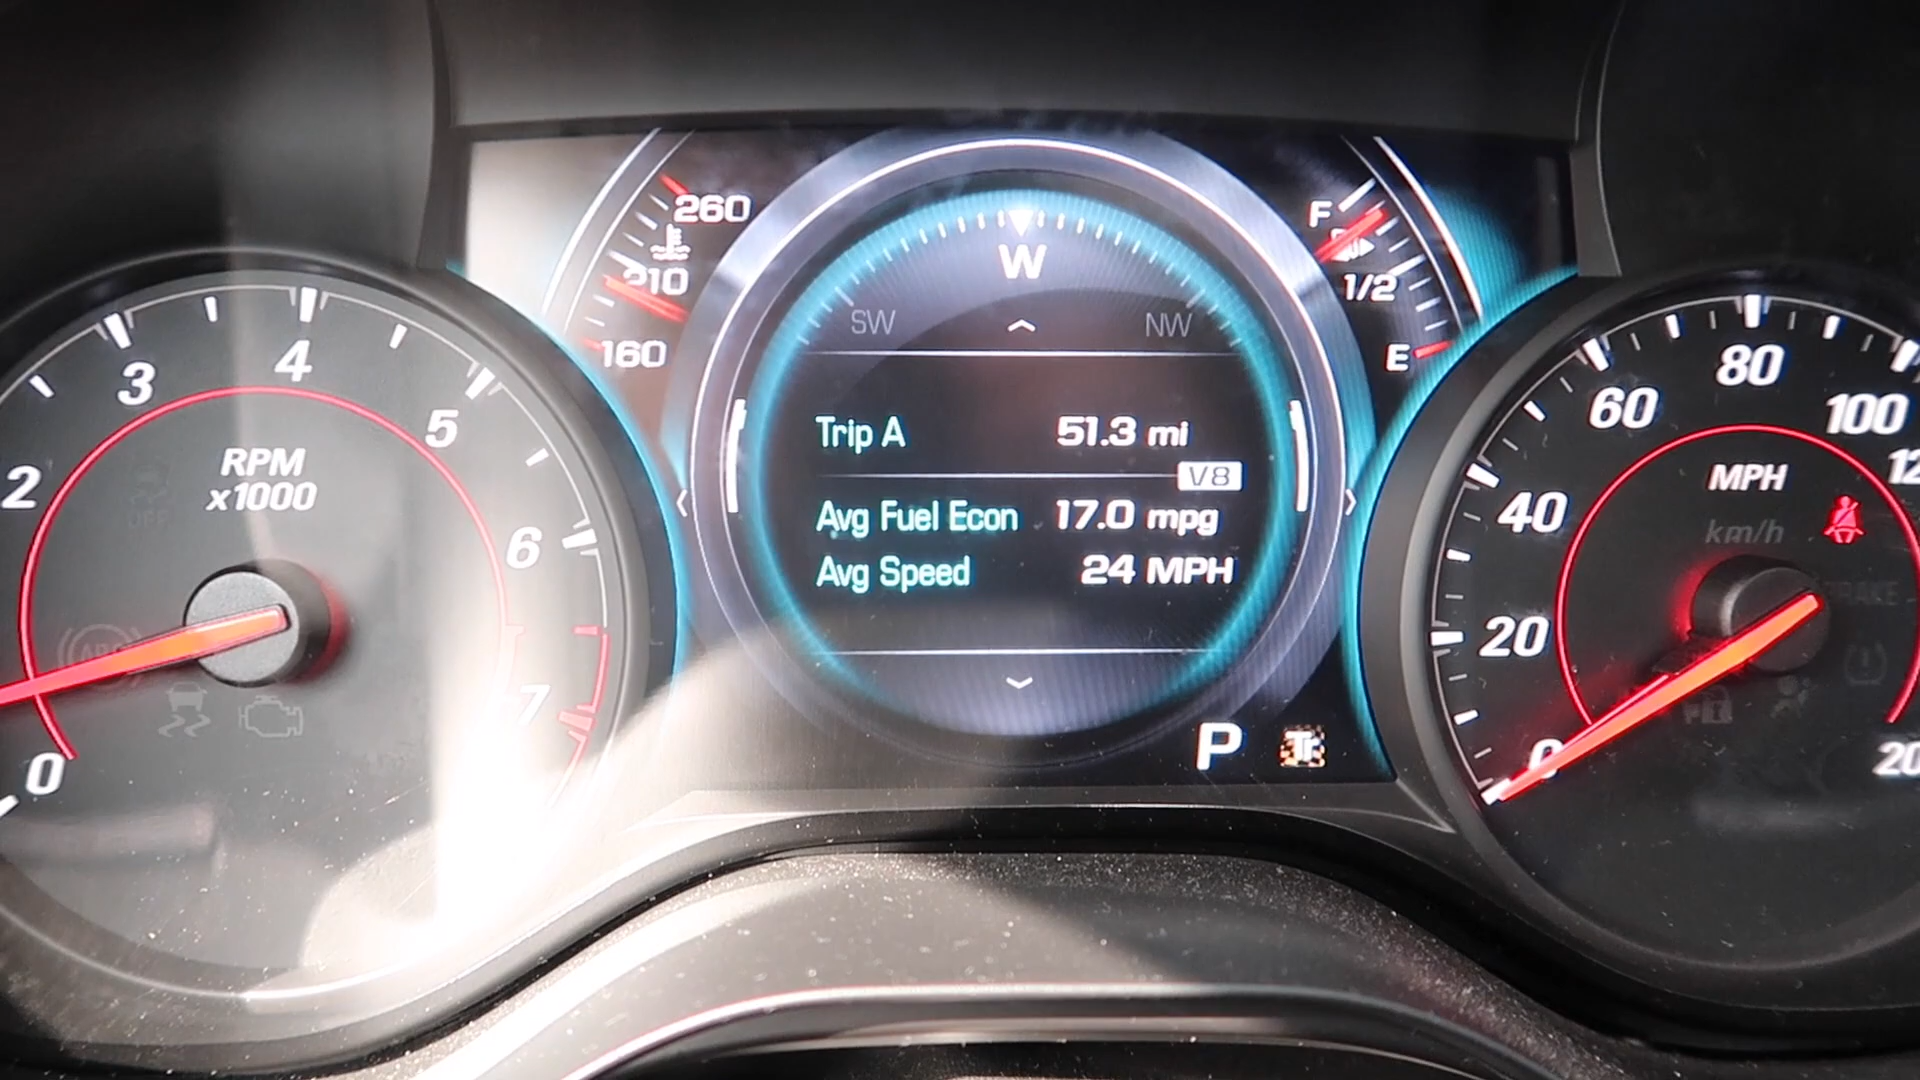 260
210
160
F
1/2
E
W
SW
NW
Trip A 51.3 mi
V8
Avg Fuel Econ 17.0 mpg
Avg Speed 24 MPH
P
0
2
3
4
5
6
7
RPM
x1000
ABS
0
20
40
60
80
100
MPH
km/h
BRAKE